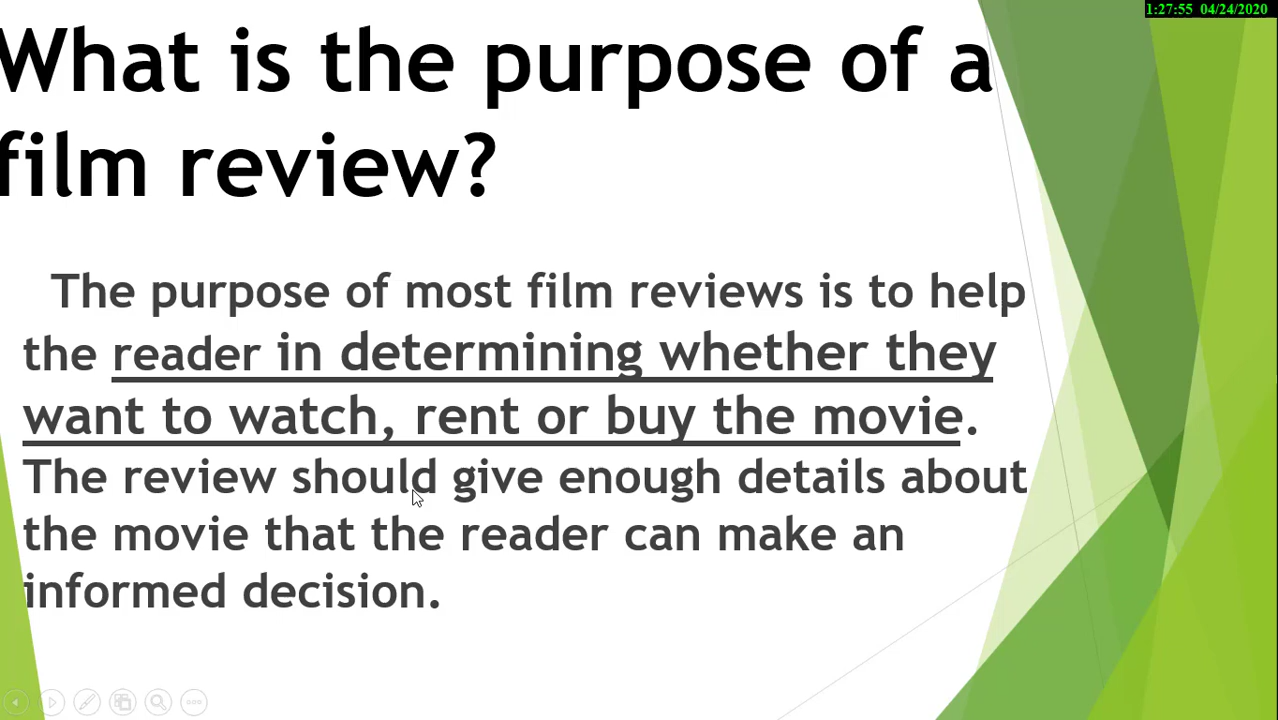 1:27:55 04/24/2020
What is the purpose of a
film review?
The purpose of most film reviews is to help
the reader in determining whether they
want to watch, rent or buy the movie.
The review should give enough details about
the movie that the reader can make an
informed decision.